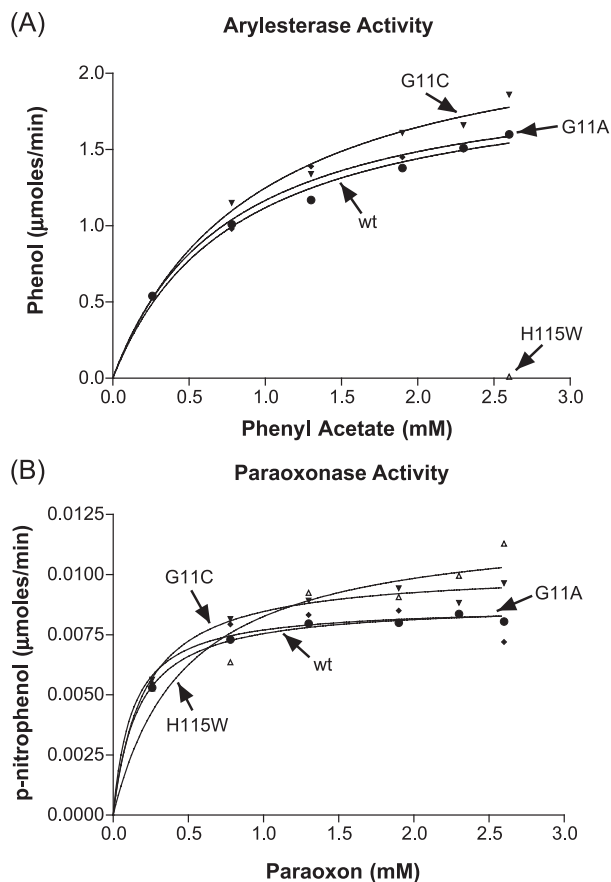 (A)
Arylesterase Activity
2.0
1.5
1.0
0.5
0.0
Phenol (μmoles/min)
G11C
G11A
wt
H115W
0.0 0.5 1.0 1.5 2.0 2.5 3.0
Phenyl Acetate (mM)
(B)
Paraoxonase Activity
0.0125
0.0100
0.0075
0.0050
0.0025
0.0000
p-nitrophenol (μmoles/min)
G11C
G11A
wt
H115W
0.0 0.5 1.0 1.5 2.0 2.5 3.0
Paraoxon (mM)